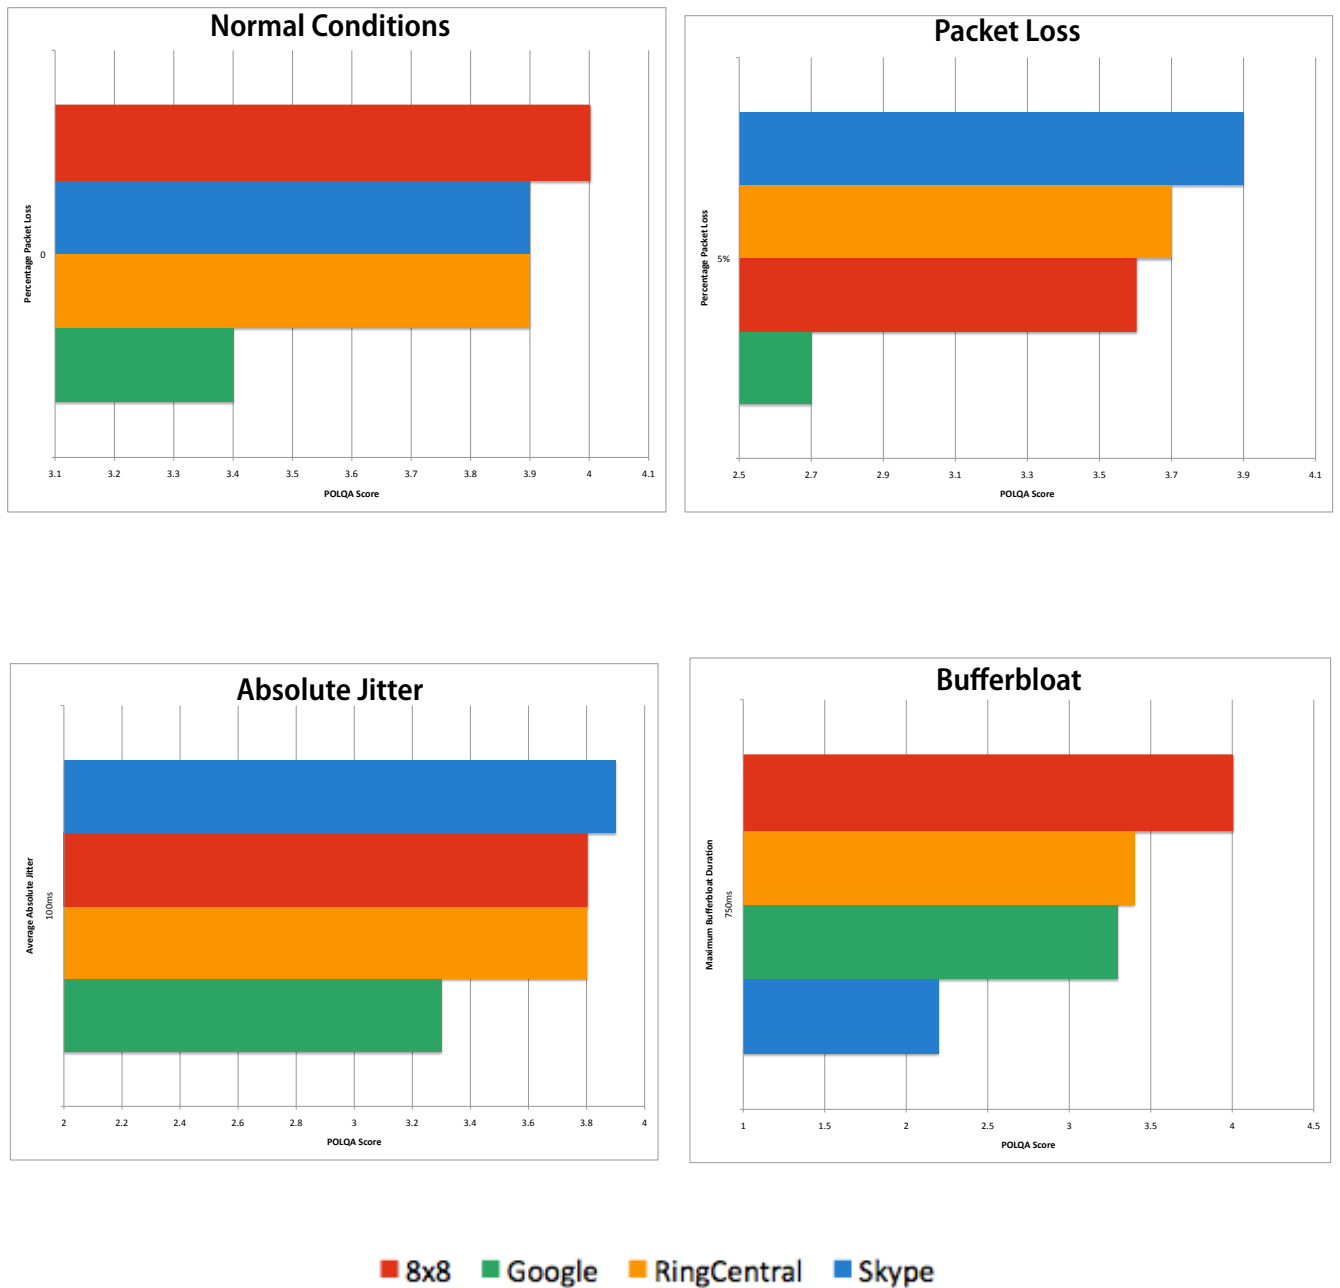 Normal Conditions
Percentage Packet Loss
0
3.1 3.2 3.3 3.4 3.5 3.6 3.7 3.8 3.9 4 4.1
POLQA Score
Packet Loss
Percentage Packet Loss
5%
2.5 2.7 2.9 3.1 3.3 3.5 3.7 3.9 4.1
POLQA Score
Absolute Jitter
Average Absolute Jitter
100ms
2 2.2 2.4 2.6 2.8 3 3.2 3.4 3.6 3.8 4
POLQA Score
Bufferbloat
Maximum Bufferbloat Duration
750ms
1 1.5 2 2.5 3 3.5 4 4.5
POLQA Score
8x8 Google RingCentral Skype